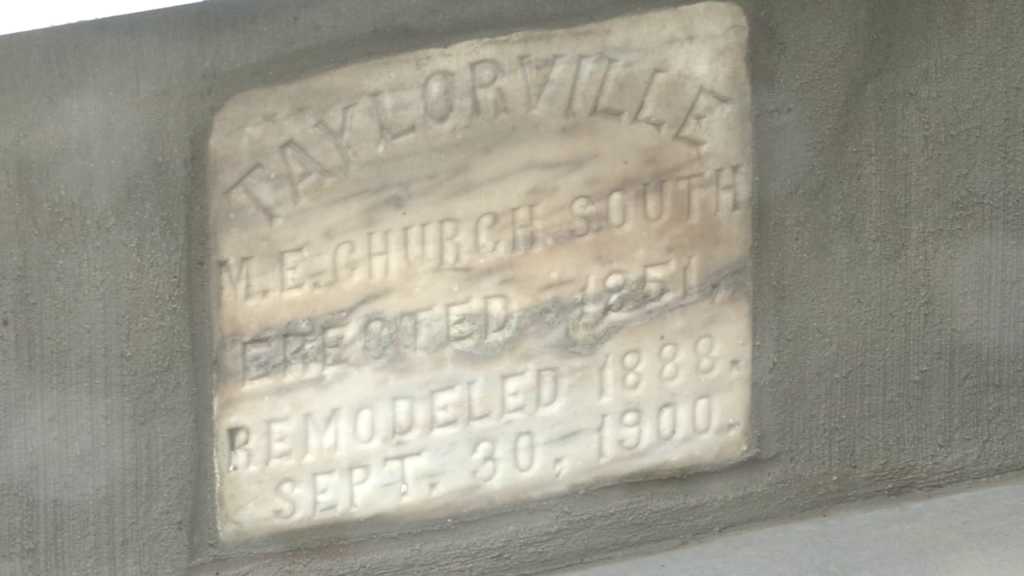 TAYLORVILLE
M.E. CHURCH. SOUTH
ERECTED 1851.
REMODELED 1888.
SEPT. 30, 1900.